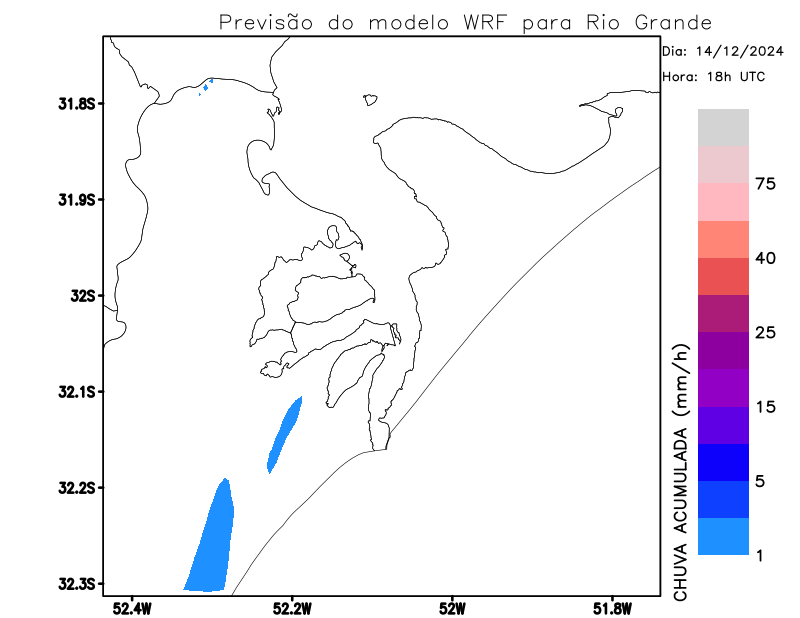 Previsão do modelo WRF para Rio Grande
Dia: 14/12/2024
Hora: 18h UTC
31.8S
31.9S
32S
32.1S
32.2S
32.3S
52.4W
52.2W
52W
51.8W
75
40
25
15
5
1
CHUVA ACUMULADA (mm/h)